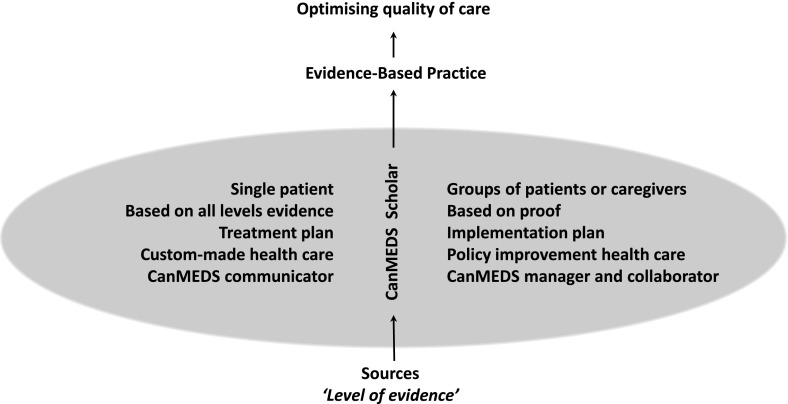 Optimising quality of care
Evidence-Based Practice
Single patient
Based on all levels evidence
Treatment plan
Custom-made health care
CanMEDS communicator
CanMEDS Scholar
Groups of patients or caregivers
Based on proof
Implementation plan
Policy improvement health care
CanMEDS manager and collaborator
Sources
‘Level of evidence’